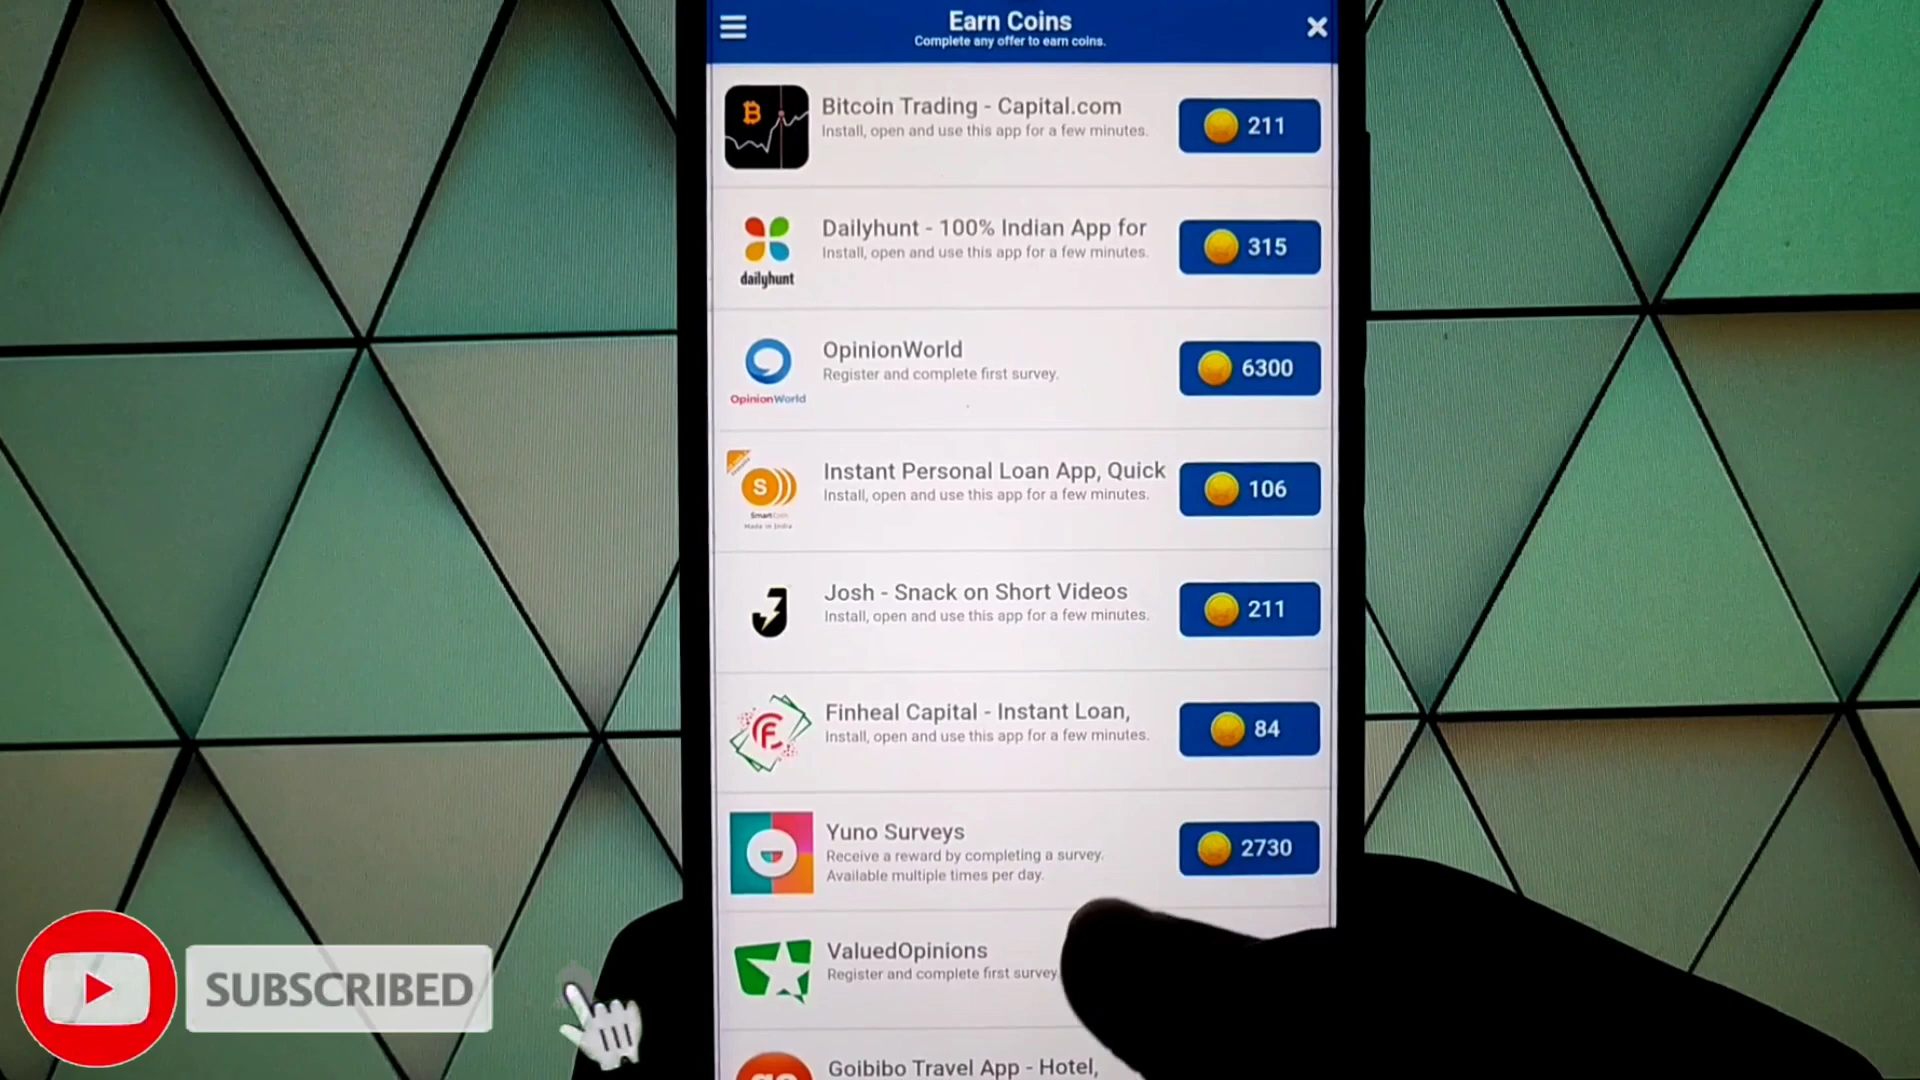 Earn Coins
Complete any offer to earn coins.
Bitcoin Trading - Capital.com
Install, open and use this app for a few minutes.
211
Dailyhunt - 100% Indian App for
Install, open and use this app for a few minutes.
315
dailyhunt
OpinionWorld
Register and complete first survey.
6300
OpinionWorld
Instant Personal Loan App, Quick
Install, open and use this app for a few minutes.
106
S
SmartCoin
Made in India
Josh - Snack on Short Videos
Install, open and use this app for a few minutes.
211
Finheal Capital - Instant Loan,
Install, open and use this app for a few minutes.
84
Yuno Surveys
Receive a reward by completing a survey.
Available multiple times per day.
2730
ValuedOpinions
Register and complete first survey
Goibibo Travel App - Hotel,
go
SUBSCRIBED